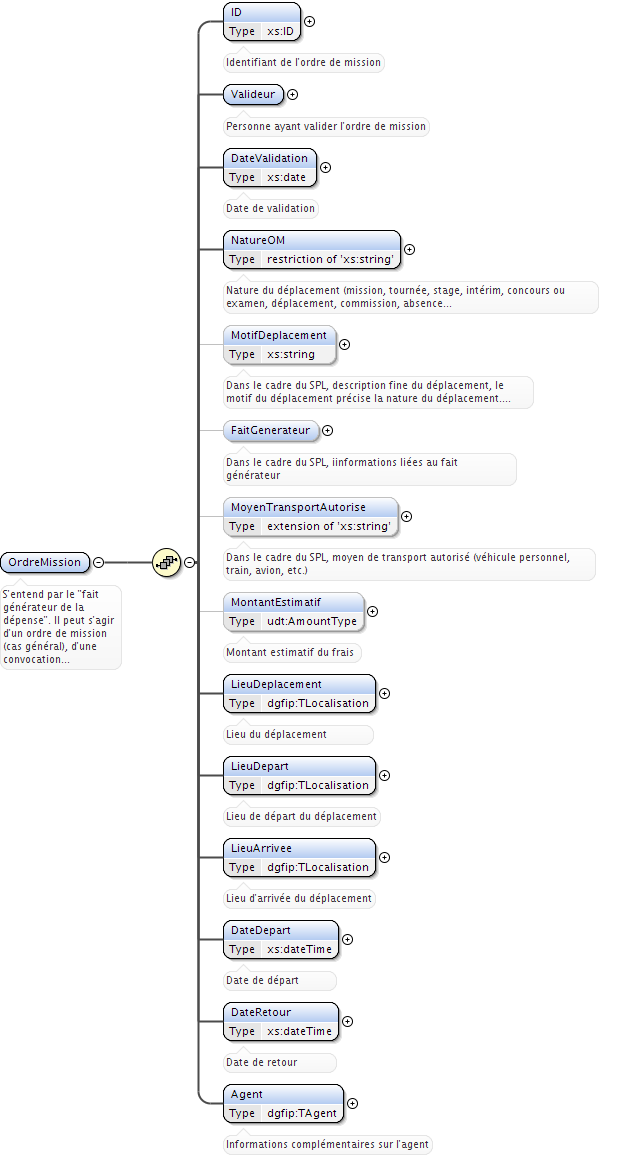 ID
Type xs:ID
Identifiant de l'ordre de mission
Valideur
Personne ayant valider l'ordre de mission
DateValidation
Type xs:date
Date de validation
NatureOM
Type restriction of 'xs:string'
Nature du déplacement (mission, tournée, stage, intérim, concours ou
examen, déplacement, commission, absence...
MotifDeplacement
Type xs:string
Dans le cadre du SPL, description fine du déplacement, le
motif du déplacement précise la nature du déplacement....
FaitGenerateur
Dans le cadre du SPL, iinformations liées au fait
générateur
MoyenTransportAutorise
Type extension of 'xs:string'
Dans le cadre du SPL, moyen de transport autorisé (véhicule personnel,
train, avion, etc.)
OrdreMission
S'entend par le "fait
générateur de la
dépense". Il peut s'agir
d'un ordre de mission
(cas général), d'une
convocation...
MontantEstimatif
Type udt:AmountType
Montant estimatif du frais
LieuDeplacement
Type dgfip:TLocalisation
Lieu du déplacement
LieuDepart
Type dgfip:TLocalisation
Lieu de départ du déplacement
LieuArrivee
Type dgfip:TLocalisation
Lieu d'arrivée du déplacement
DateDepart
Type xs:dateTime
Date de départ
DateRetour
Type xs:dateTime
Date de retour
Agent
Type dgfip:TAgent
Informations complémentaires sur l'agent